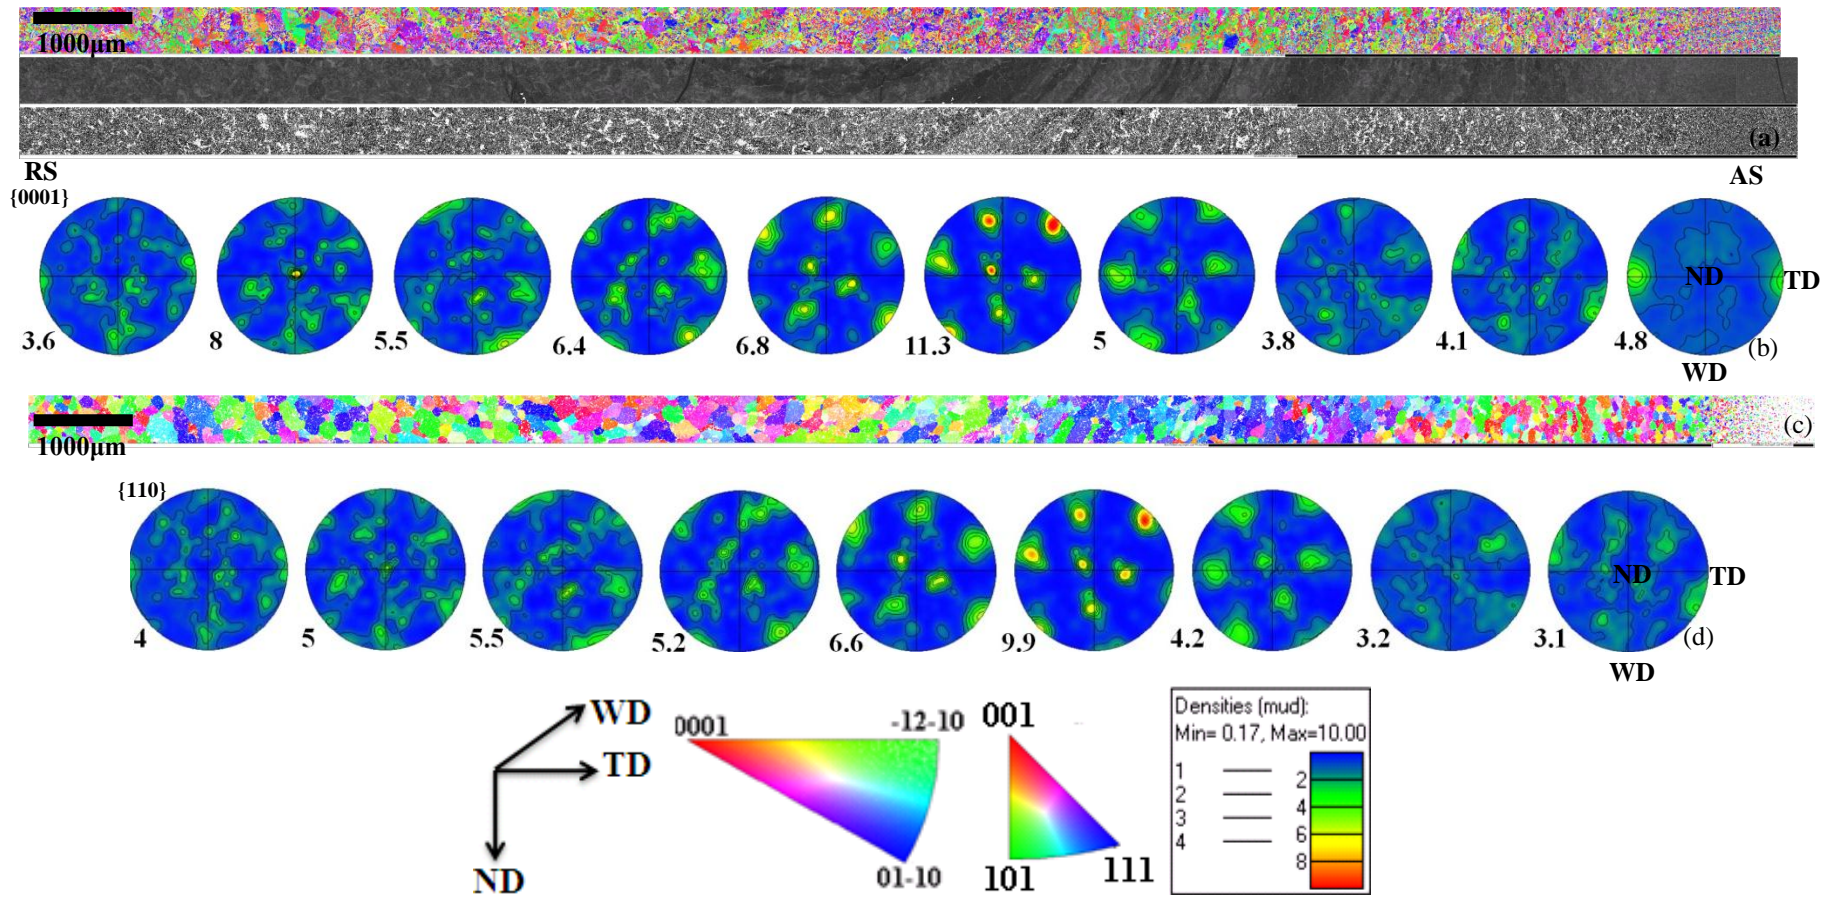 1000μm
(a)
RS
AS
{0001}
ND
TD
3.6
8
5.5
6.4
6.8
11.3
5
3.8
4.1
4.8
(b)
WD
1000μm
(c)
{110}
ND
TD
4
5
5.5
5.2
6.6
9.9
4.2
3.2
3.1
(d)
WD
WD
TD
ND
0001
-12-10
01-10
001
101
111
Densities (mud):
Min= 0.17, Max=10.00
1
2
3
4
2
4
6
8